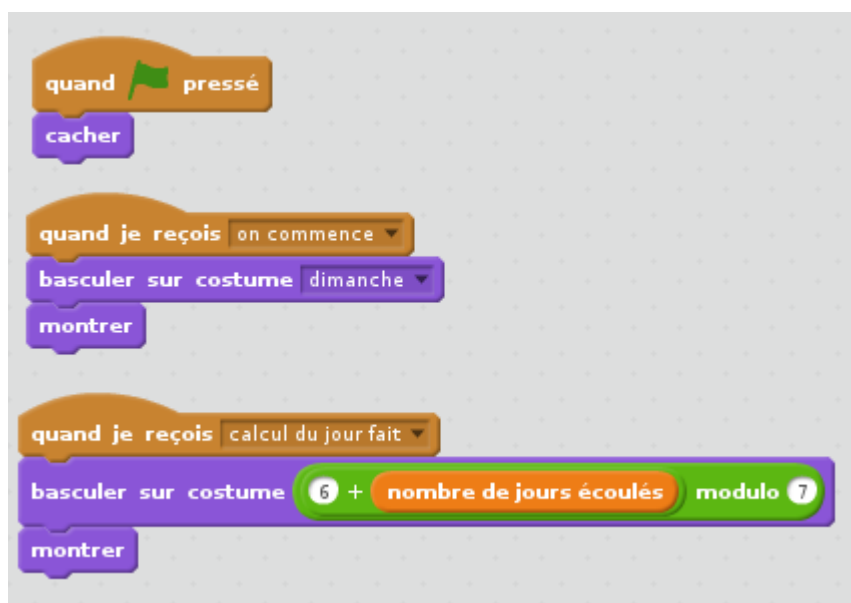 quand pressé
cacher
quand je reçois on commence
basculer sur costume dimanche
montrer
quand je reçois calcul du jour fait
basculer sur costume 6 + nombre de jours écoulés modulo 7
montrer